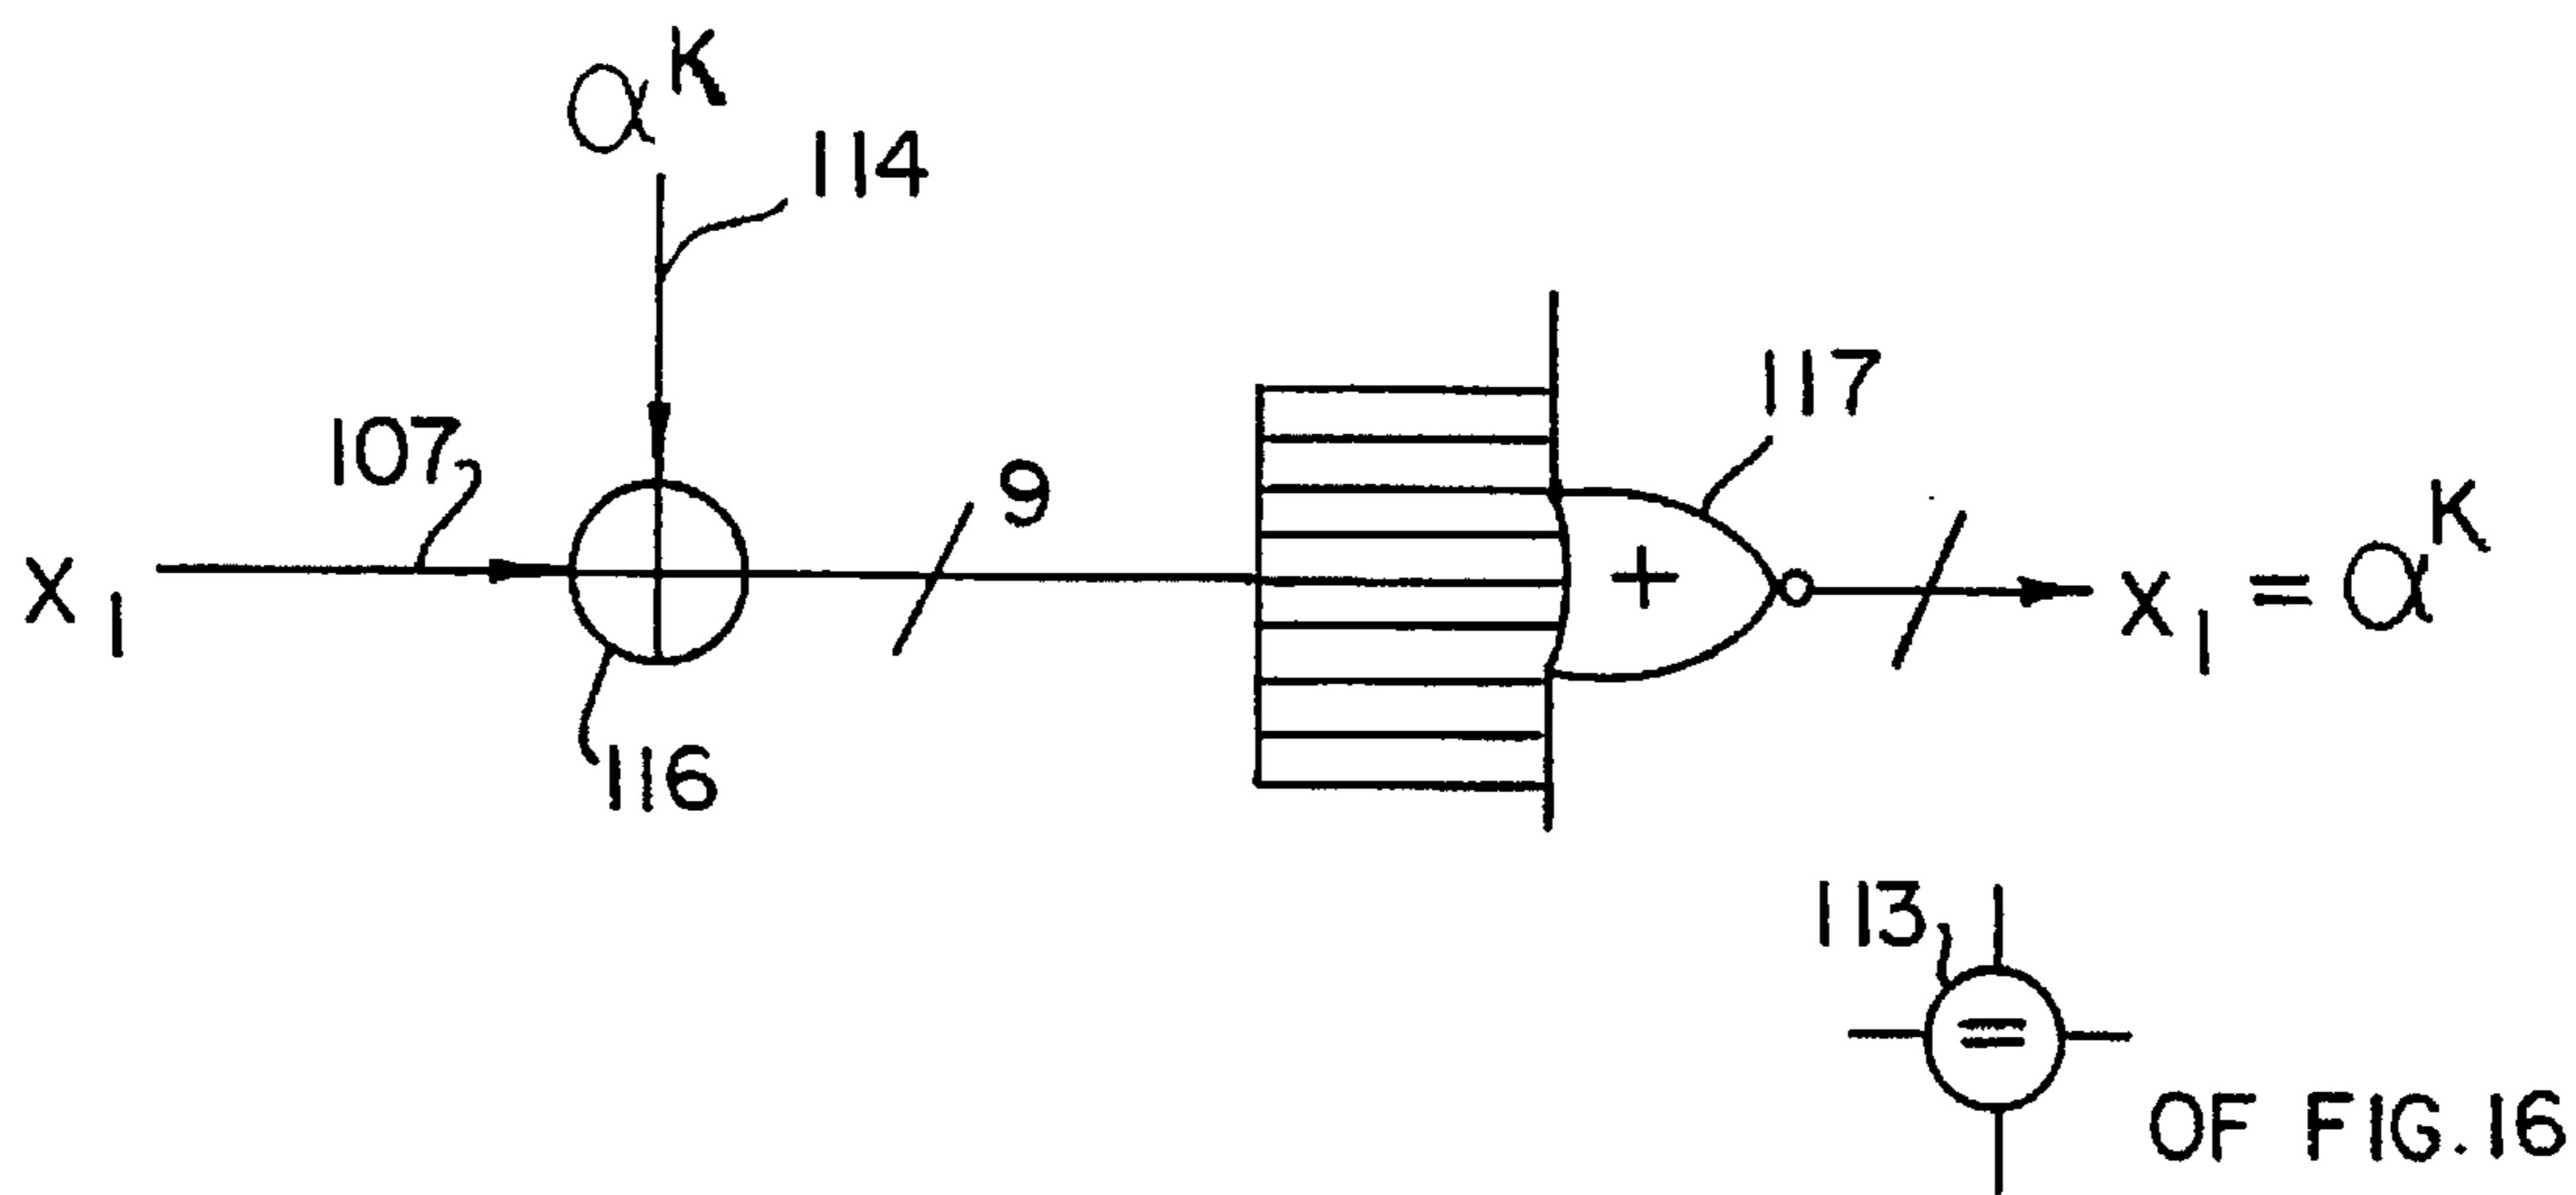 α^K
114
107
9
117
X₁
+
X₁ = α^K
116
113
=
OF FIG. 16